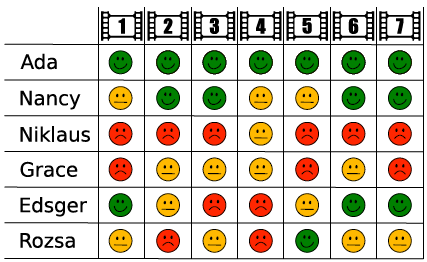 1 2 3 4 5 6 7
Ada
Nancy
Niklaus
Grace
Edsger
Rozsa